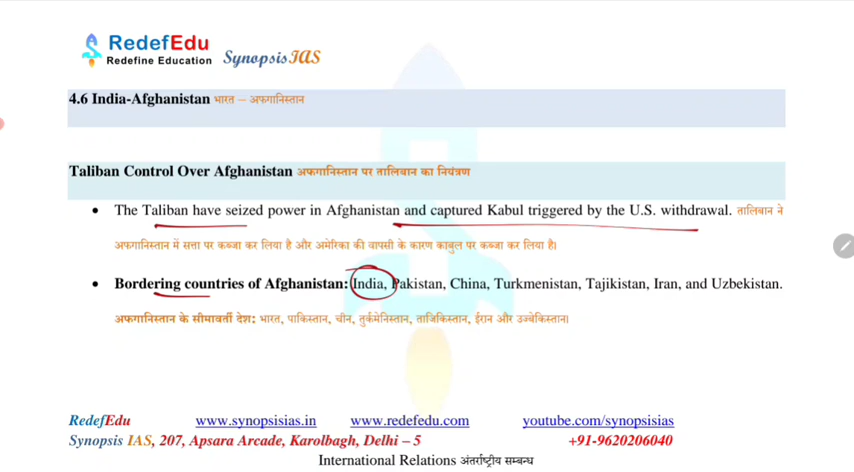 RedefEdu
Redefine Education
Synopsis IAS
4.6 India-Afghanistan भारत – अफगानिस्तान
Taliban Control Over Afghanistan अफगानिस्तान पर तालिबान का नियंत्रण
• The Taliban have seized power in Afghanistan and captured Kabul triggered by the U.S. withdrawal. तालिबान ने
अफगानिस्तान में सत्ता पर कब्जा कर लिया है और अमेरिका की वापसी के कारण काबुल पर कब्जा कर लिया है।
• Bordering countries of Afghanistan: India, Pakistan, China, Turkmenistan, Tajikistan, Iran, and Uzbekistan.
अफगानिस्तान के सीमावर्ती देश: भारत, पाकिस्तान, चीन, तुर्कमेनिस्तान, ताजिकिस्तान, ईरान और उज्बेकिस्तान।
RedefEdu www.synopsisias.in www.redefedu.com youtube.com/synopsisias
Synopsis IAS, 207, Apsara Arcade, Karolbagh, Delhi – 5 +91-9620206040
International Relations अंतर्राष्ट्रीय सम्बन्ध